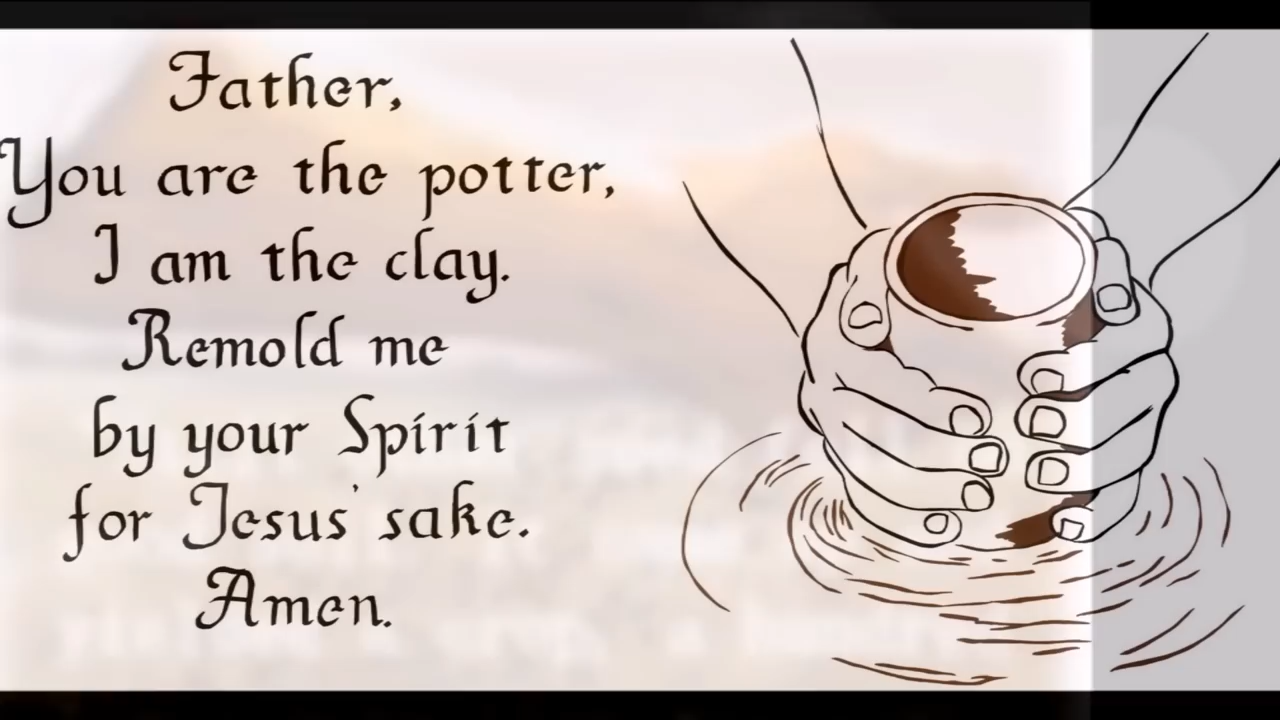 Father,
You are the potter,
I am the clay.
Remold me
by your Spirit
for Jesus' sake.
Amen.